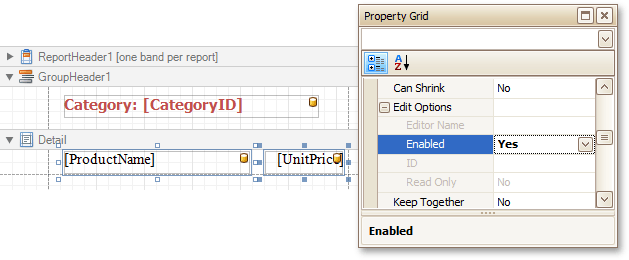 ReportHeader1 [one band per report]
GroupHeader1
Category: [CategoryID]
Detail
[ProductName] [UnitPrice]
Property Grid
A
Z
Can Shrink No
Edit Options
Editor Name
Enabled Yes
ID
Read Only No
Keep Together No
Enabled